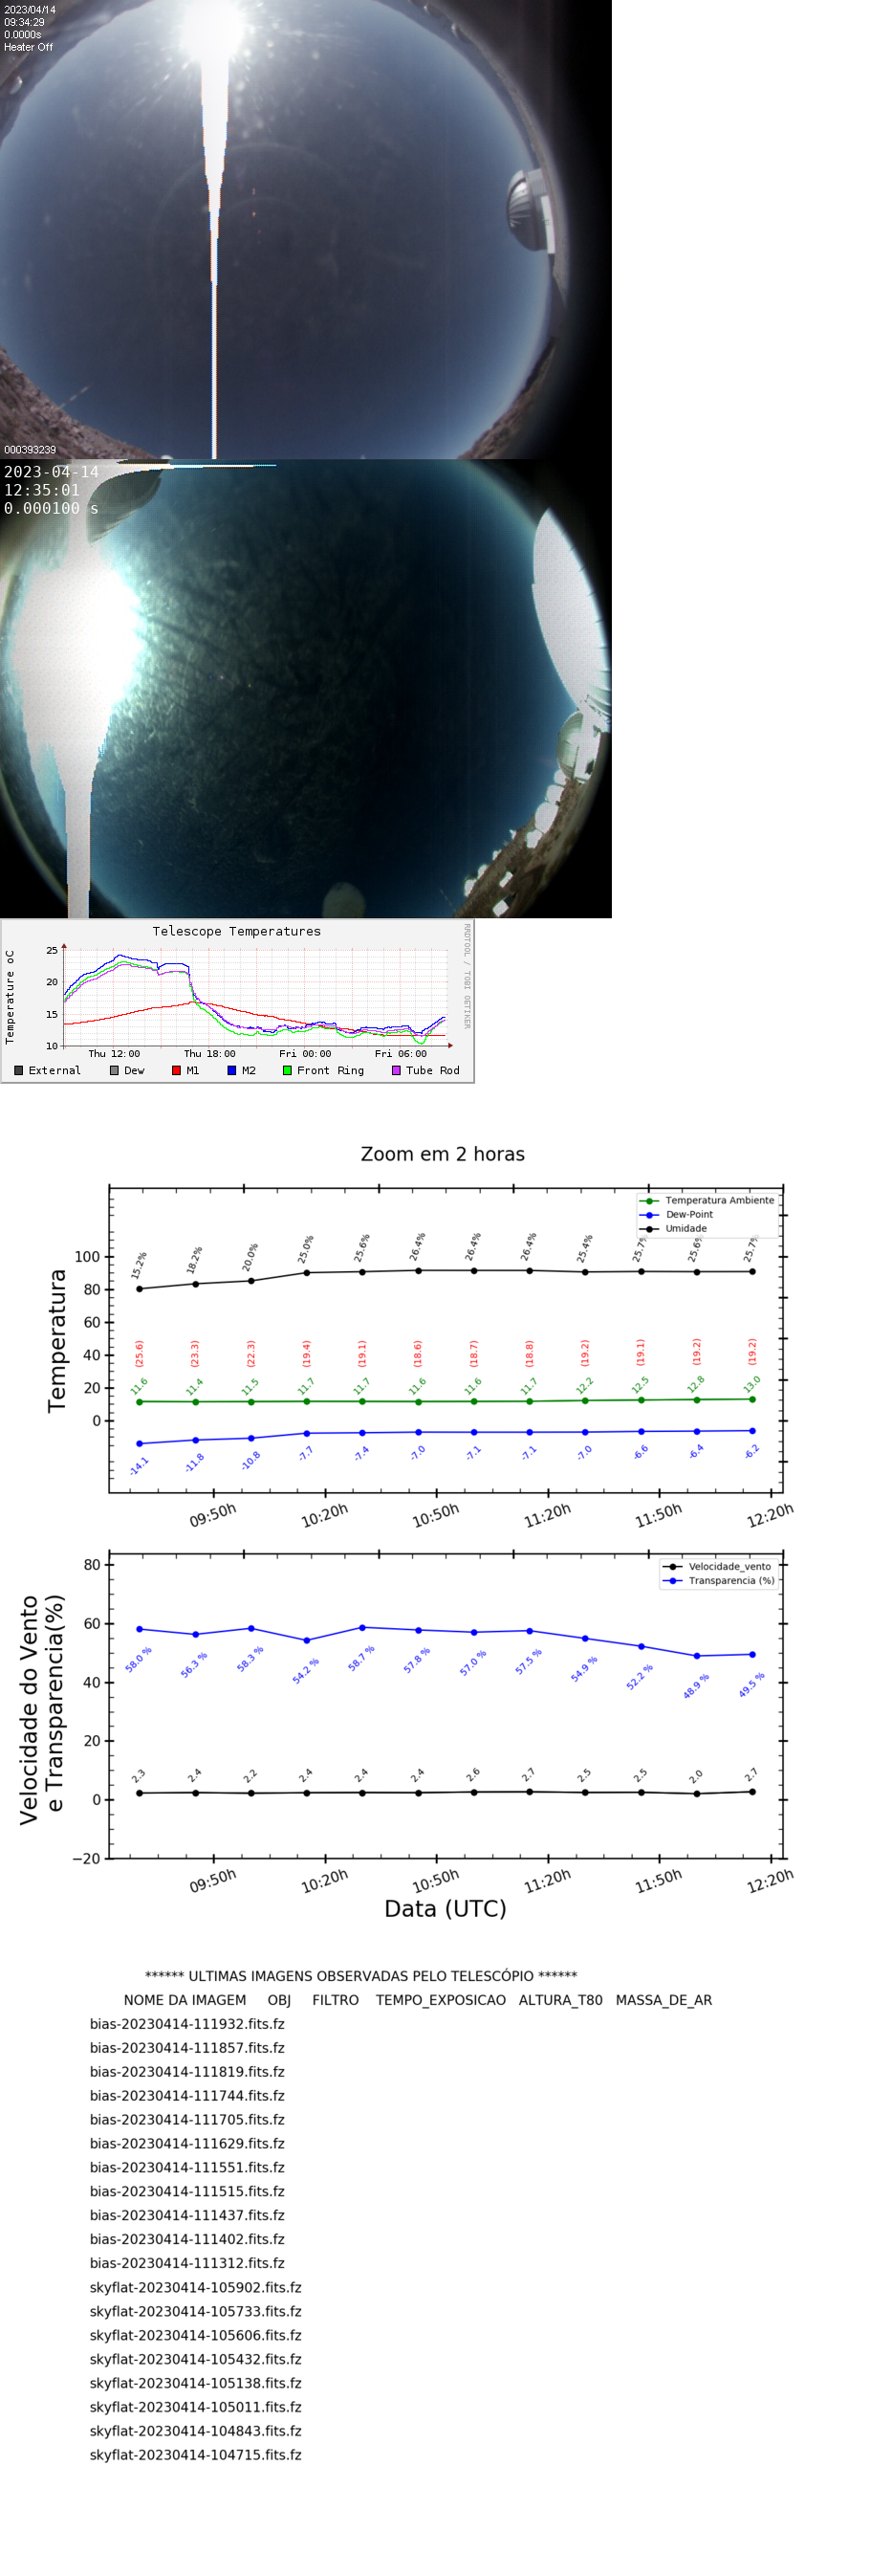 2023/04/14
09:34:29
0.0000s
Heater Off
000393239
2023-04-14
12:35:01
0.000100 s
Telescope Temperatures
RRDTOOL / TOBI OETIKER
Temperature oC
25
20
15
10
Thu 12:00 Thu 18:00 Fri 00:00 Fri 06:00
External Dew M1 M2 Front Ring Tube Rod
Zoom em 2 horas
Temperatura Ambiente
Dew-Point
Umidade
Temperatura
100
80
60
40
20
0
15.2% 18.2% 20.0% 25.0% 25.6% 26.4% 26.4% 26.4% 25.4% 25.7% 25.6% 25.7%
(25.6) (23.3) (22.3) (19.4) (19.1) (18.6) (18.7) (18.8) (19.2) (19.1) (19.2) (19.2)
11.6 11.4 11.5 11.7 11.7 11.6 11.6 11.7 12.2 12.5 12.8 13.0
-14.1 -11.8 -10.8 -7.7 -7.4 -7.0 -7.1 -7.1 -7.0 -6.6 -6.4 -6.2
09:50h 10:20h 10:50h 11:20h 11:50h 12:20h
Velocidade_vento
Transparencia (%)
Velocidade do Vento
e Transparencia(%)
80
60
40
20
0
−20
58.0 % 56.3 % 58.3 % 54.2 % 58.7 % 57.8 % 57.0 % 57.5 % 54.9 % 52.2 % 48.9 % 49.5 %
2.3 2.4 2.2 2.4 2.4 2.4 2.6 2.7 2.5 2.5 2.0 2.7
09:50h 10:20h 10:50h 11:20h 11:50h 12:20h
Data (UTC)
****** ULTIMAS IMAGENS OBSERVADAS PELO TELESCÓPIO ******
NOME DA IMAGEM OBJ FILTRO TEMPO_EXPOSICAO ALTURA_T80 MASSA_DE_AR
bias-20230414-111932.fits.fz
bias-20230414-111857.fits.fz
bias-20230414-111819.fits.fz
bias-20230414-111744.fits.fz
bias-20230414-111705.fits.fz
bias-20230414-111629.fits.fz
bias-20230414-111551.fits.fz
bias-20230414-111515.fits.fz
bias-20230414-111437.fits.fz
bias-20230414-111402.fits.fz
bias-20230414-111312.fits.fz
skyflat-20230414-105902.fits.fz
skyflat-20230414-105733.fits.fz
skyflat-20230414-105606.fits.fz
skyflat-20230414-105432.fits.fz
skyflat-20230414-105138.fits.fz
skyflat-20230414-105011.fits.fz
skyflat-20230414-104843.fits.fz
skyflat-20230414-104715.fits.fz